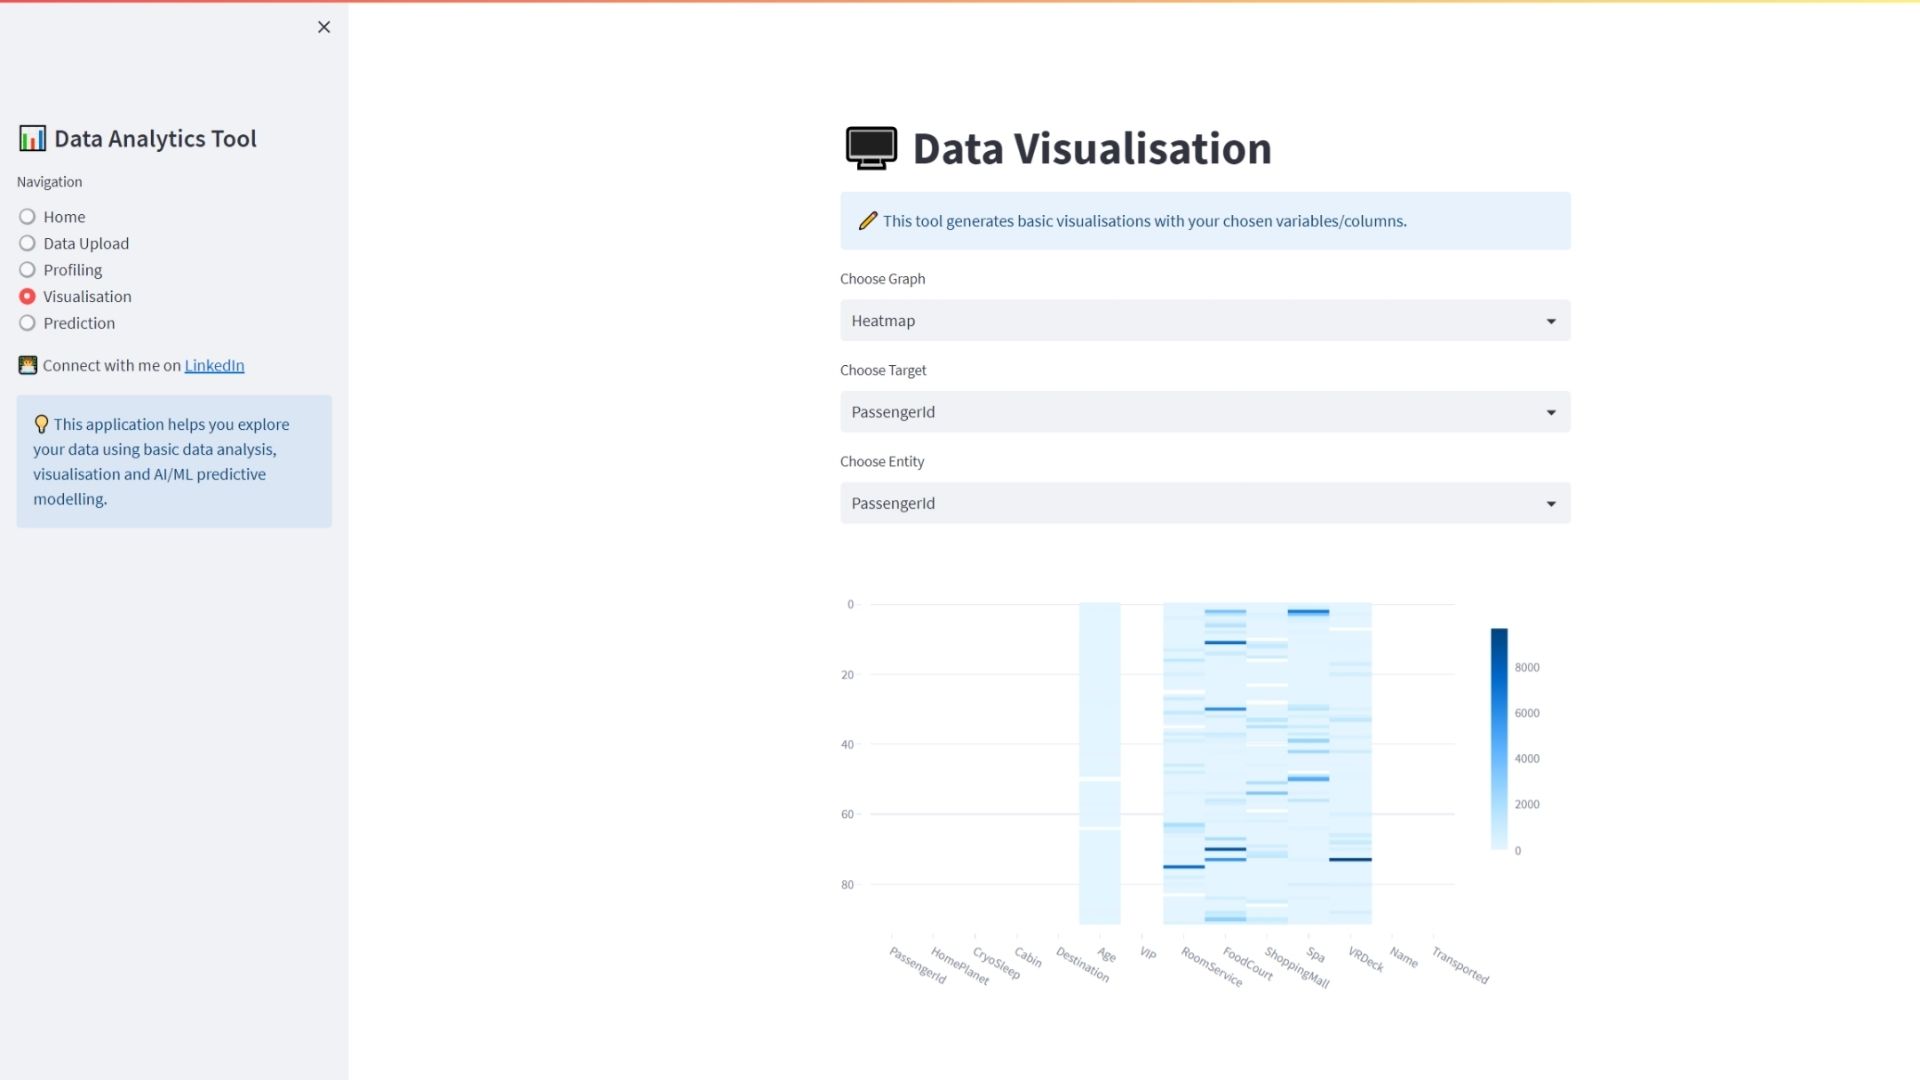 Data Analytics Tool
Navigation
Home
Data Upload
Profiling
Visualisation
Prediction
Connect with me on LinkedIn
This application helps you explore
your data using basic data analysis,
visualisation and AI/ML predictive
modelling.
Data Visualisation
This tool generates basic visualisations with your chosen variables/columns.
Choose Graph
Heatmap
Choose Target
PassengerId
Choose Entity
PassengerId
0
20
40
60
80
PassengerId
HomePlanet
CryoSleep
Cabin
Destination
Age
VIP
RoomService
FoodCourt
ShoppingMall
Spa
VRDeck
Name
Transported
8000
6000
4000
2000
0